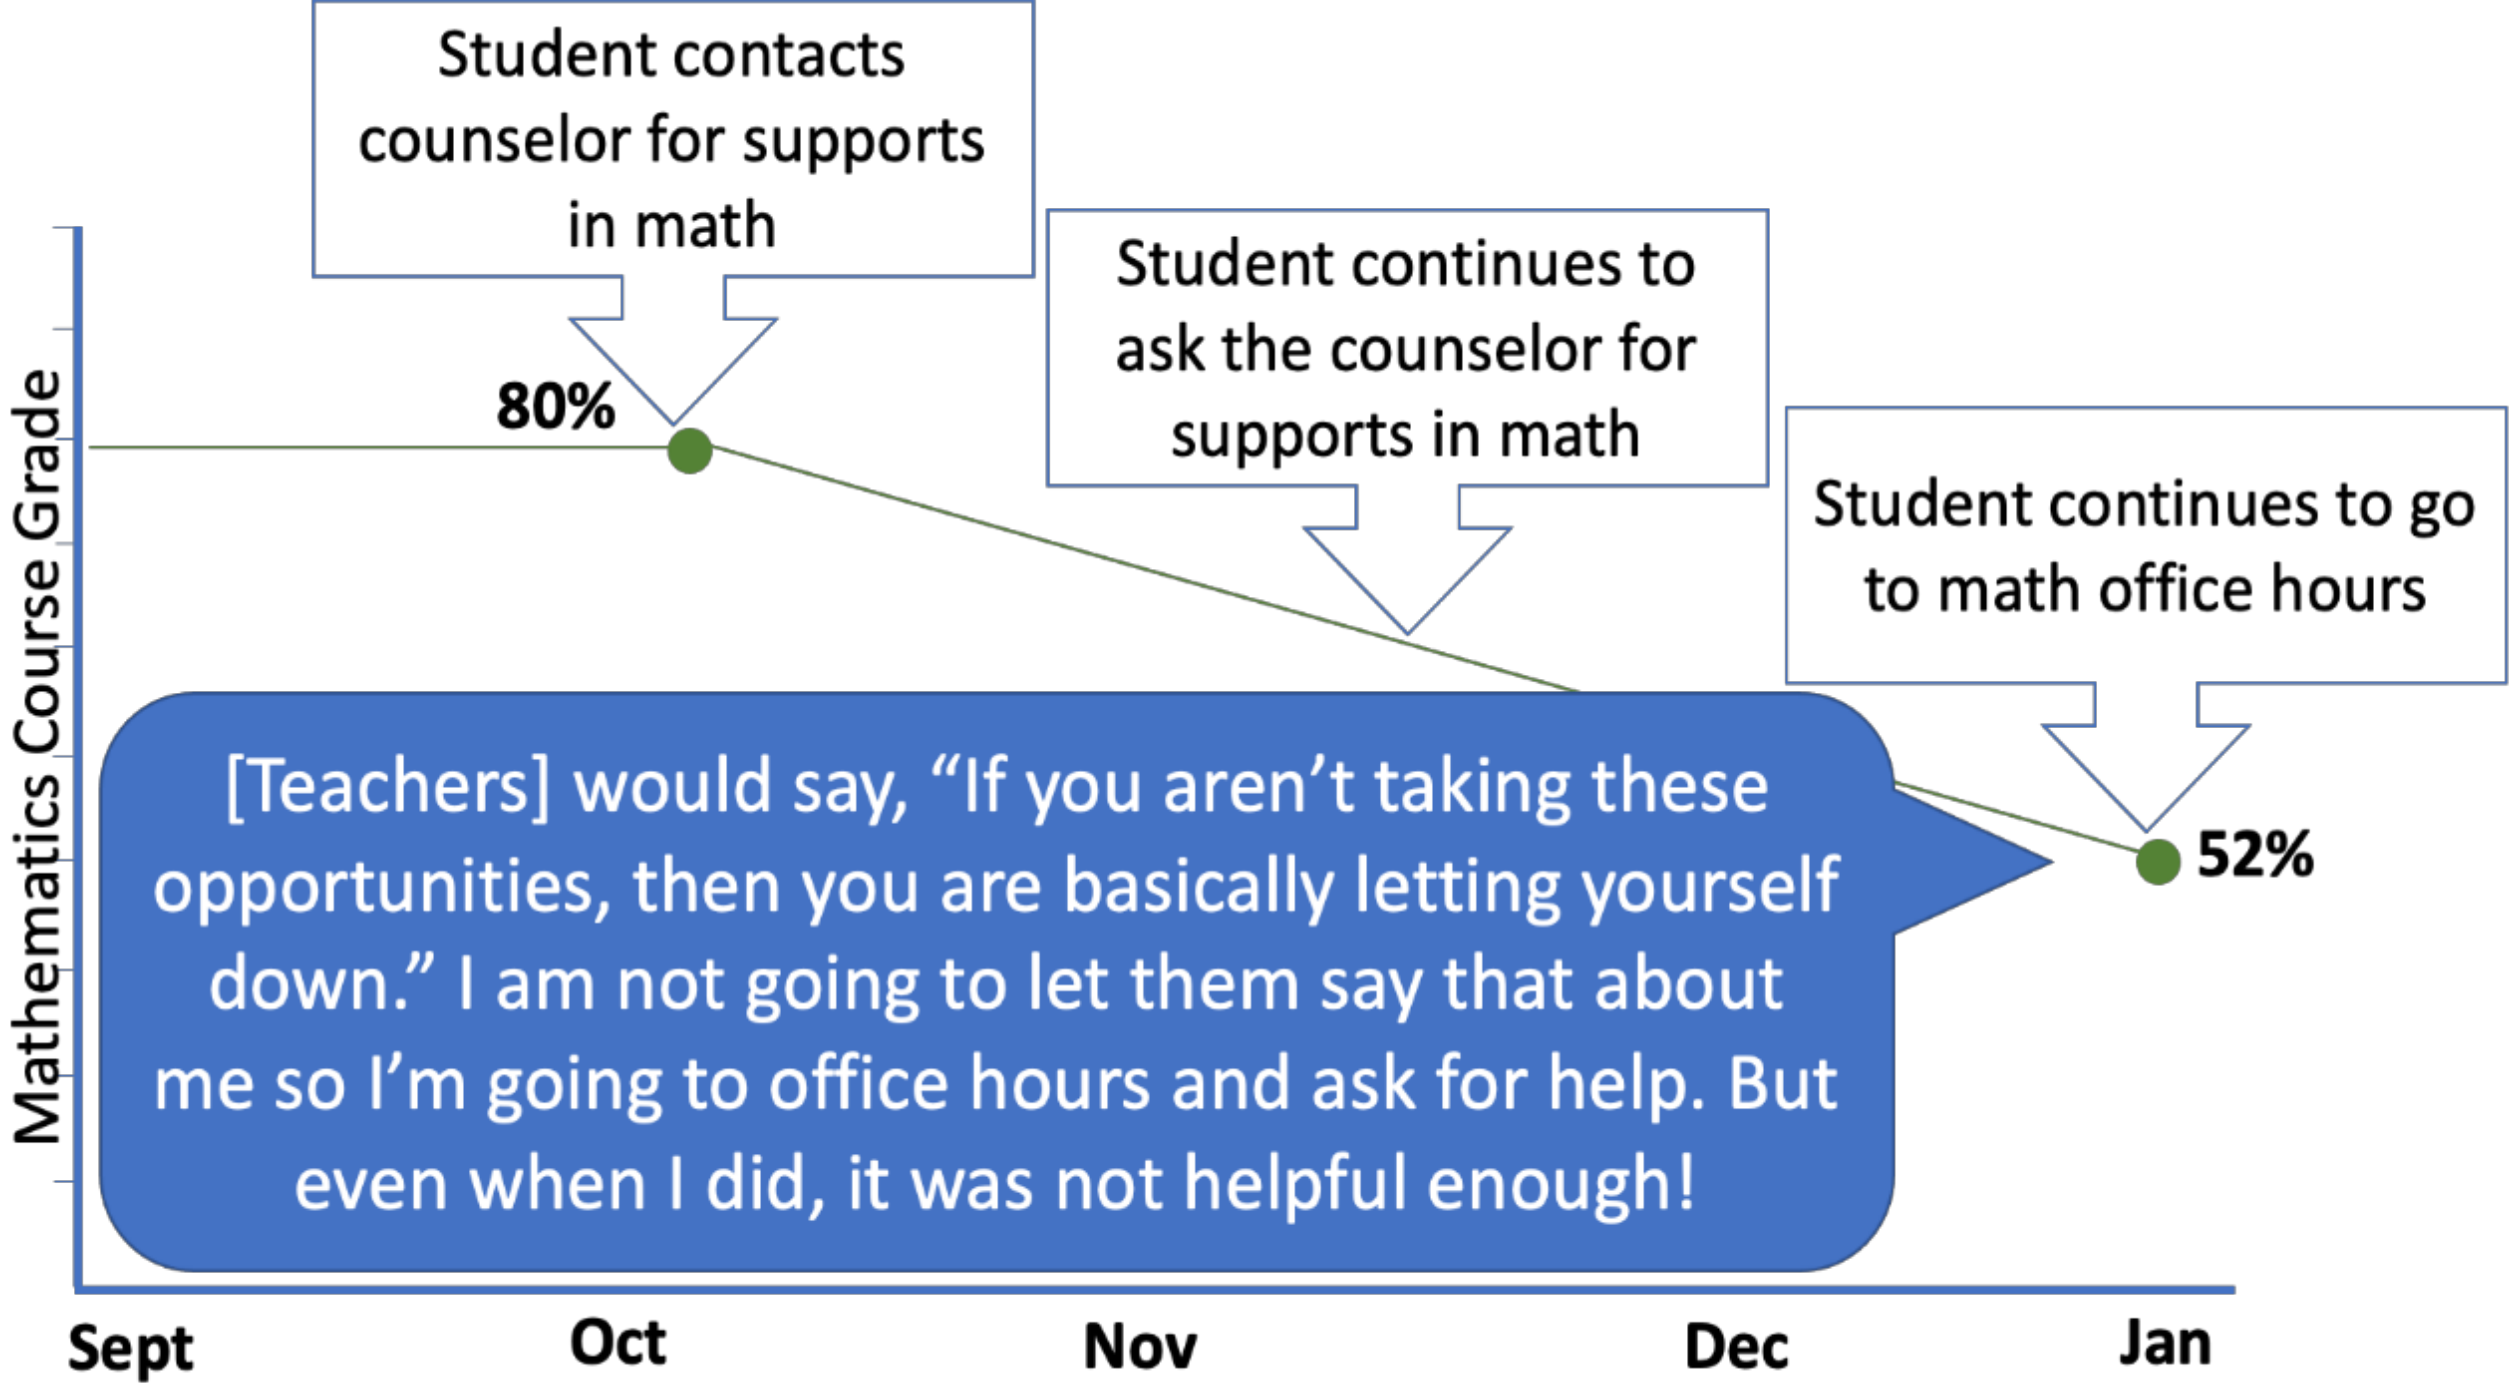 Student contacts
counselor for supports
in math
Student continues to
ask the counselor for
supports in math
Student continues to go
to math office hours
80%
52%
Mathematics Course Grade
[Teachers] would say, “If you aren’t taking these
opportunities, then you are basically letting yourself
down.” I am not going to let them say that about
me so I’m going to office hours and ask for help. But
even when I did, it was not helpful enough!
Sept Oct Nov Dec Jan